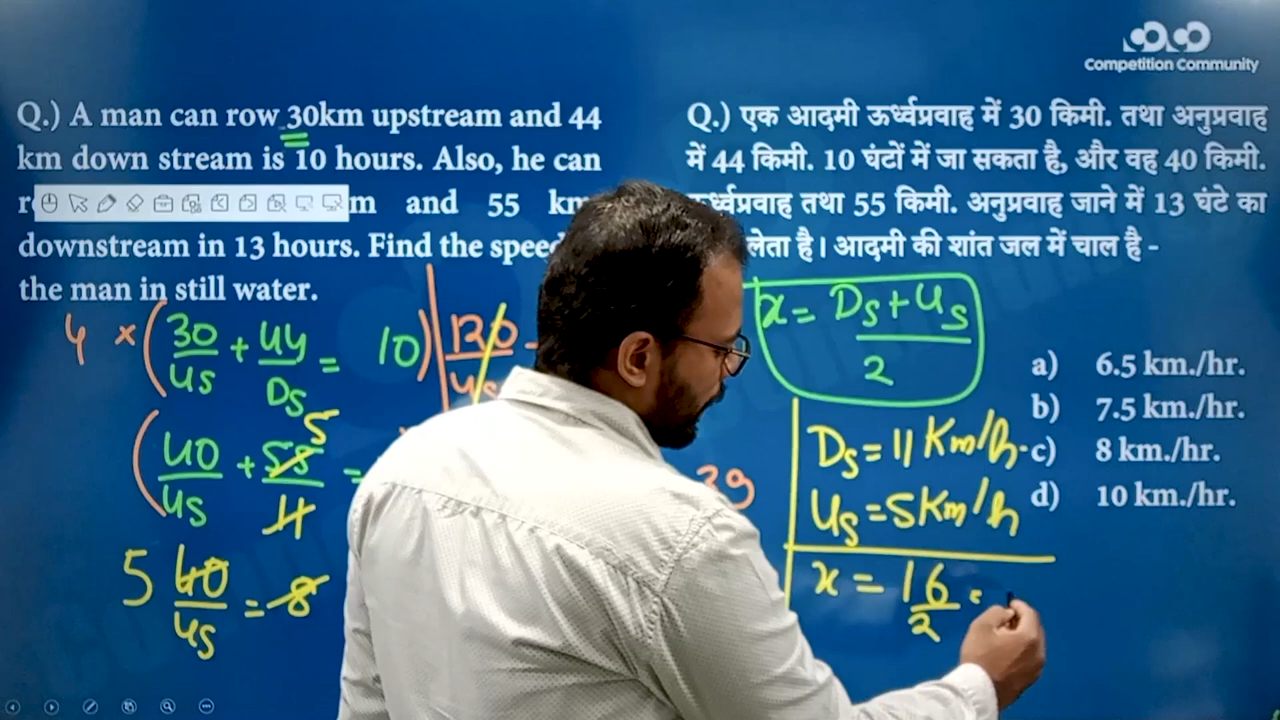 Competition Community
Q.) A man can row 30km upstream and 44
km down stream is 10 hours. Also, he can
m and 55 km
downstream in 13 hours. Find the speed
the man in still water.
Q.) एक आदमी ऊर्ध्वप्रवाह में 30 किमी. तथा अनुप्रवाह
में 44 किमी. 10 घंटों में जा सकता है, और वह 40 किमी.
ऊर्ध्वप्रवाह तथा 55 किमी. अनुप्रवाह जाने में 13 घंटे का
लेता है। आदमी की शांत जल में चाल है -
4 × (30/us + 44/Ds = 10)
120/us
(40/us + 55/11 =
5
39
5 40/us = 8
x = Ds + us / 2
Ds = 11 Km/h
us = 5 Km/h
x = 16/2 =
a) 6.5 km./hr.
b) 7.5 km./hr.
c) 8 km./hr.
d) 10 km./hr.